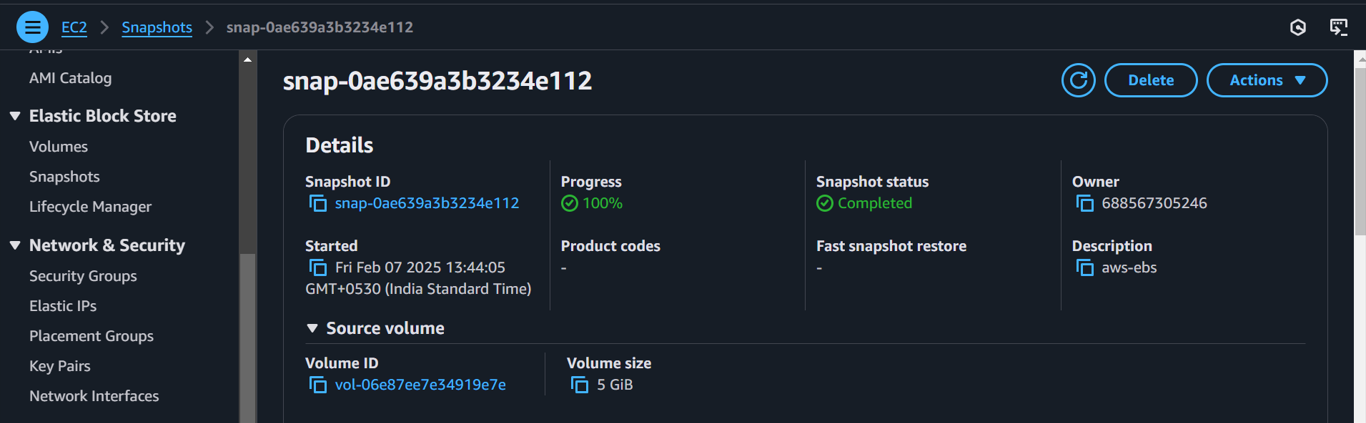 EC2 > Snapshots > snap-0ae639a3b3234e112
AMIs
AMI Catalog
Elastic Block Store
Volumes
Snapshots
Lifecycle Manager
Network & Security
Security Groups
Elastic IPs
Placement Groups
Key Pairs
Network Interfaces
snap-0ae639a3b3234e112
Delete
Actions
Details
Snapshot ID
snap-0ae639a3b3234e112
Progress
100%
Snapshot status
Completed
Owner
688567305246
Started
Fri Feb 07 2025 13:44:05
GMT+0530 (India Standard Time)
Product codes
-
Fast snapshot restore
-
Description
aws-ebs
Source volume
Volume ID
vol-06e87ee7e34919e7e
Volume size
5 GiB